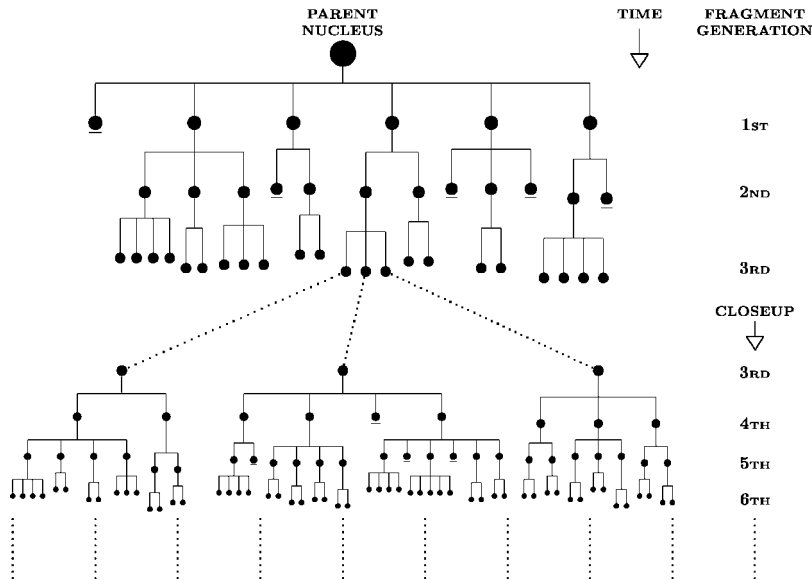 PARENT
NUCLEUS
TIME
FRAGMENT
GENERATION
1ST
2ND
3RD
CLOSEUP
3RD
4TH
5TH
6TH